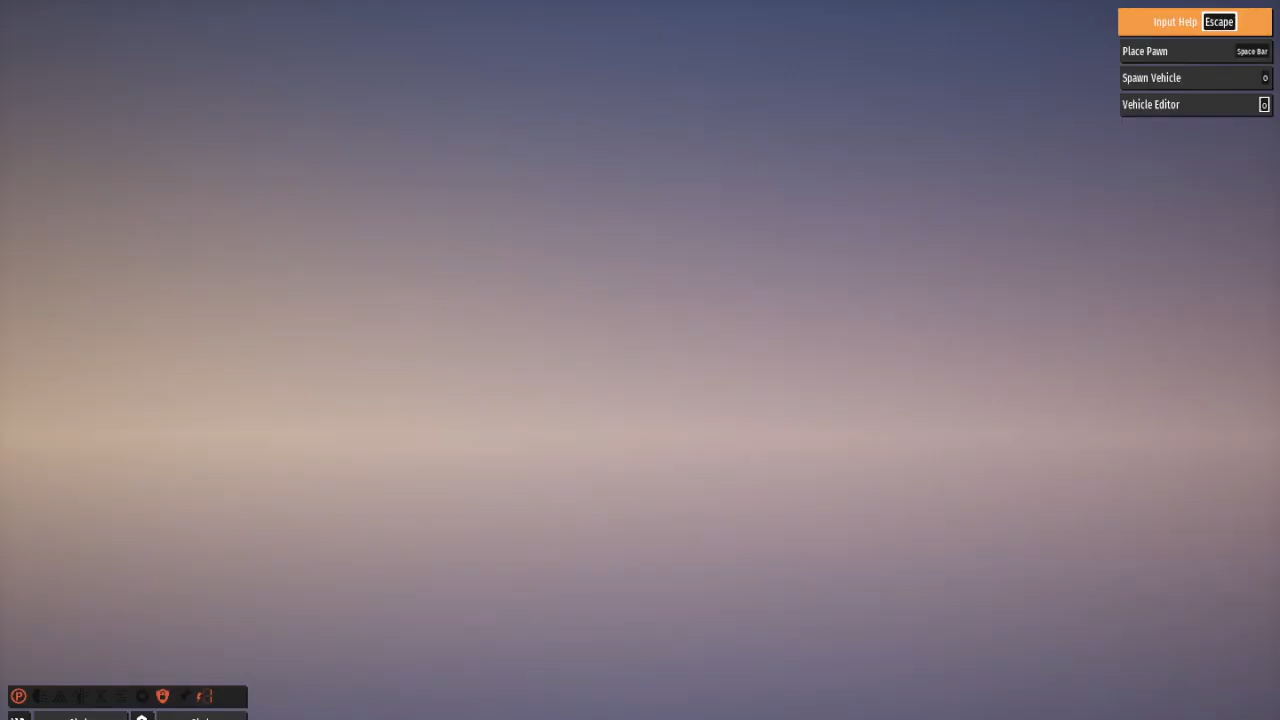 Input Help Escape
Place Pawn Space Bar
Spawn Vehicle o
Vehicle Editor o
P